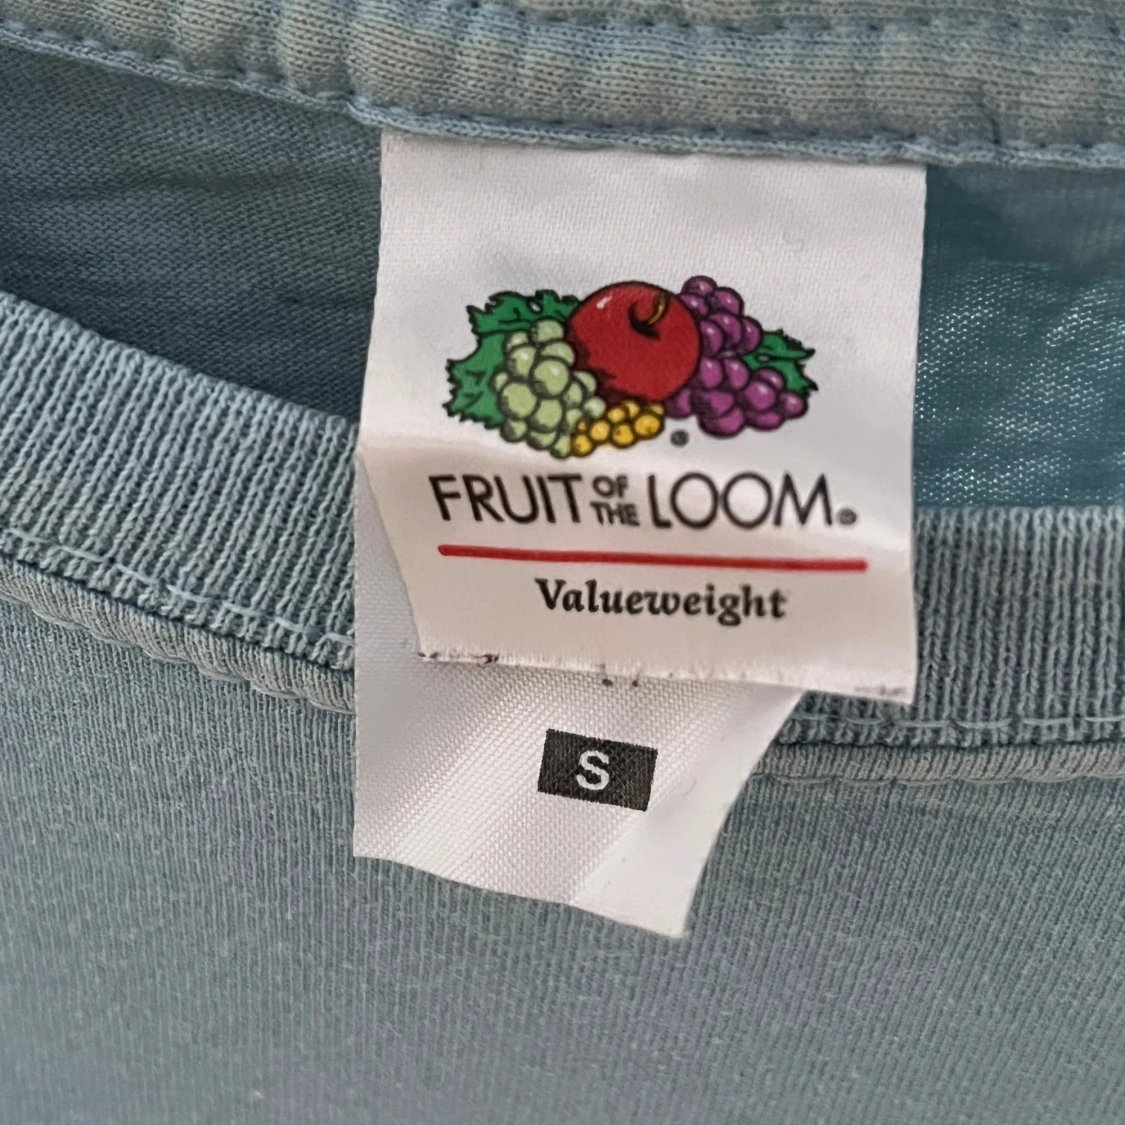 FRUIT OF THE LOOM®
Valueweight
S